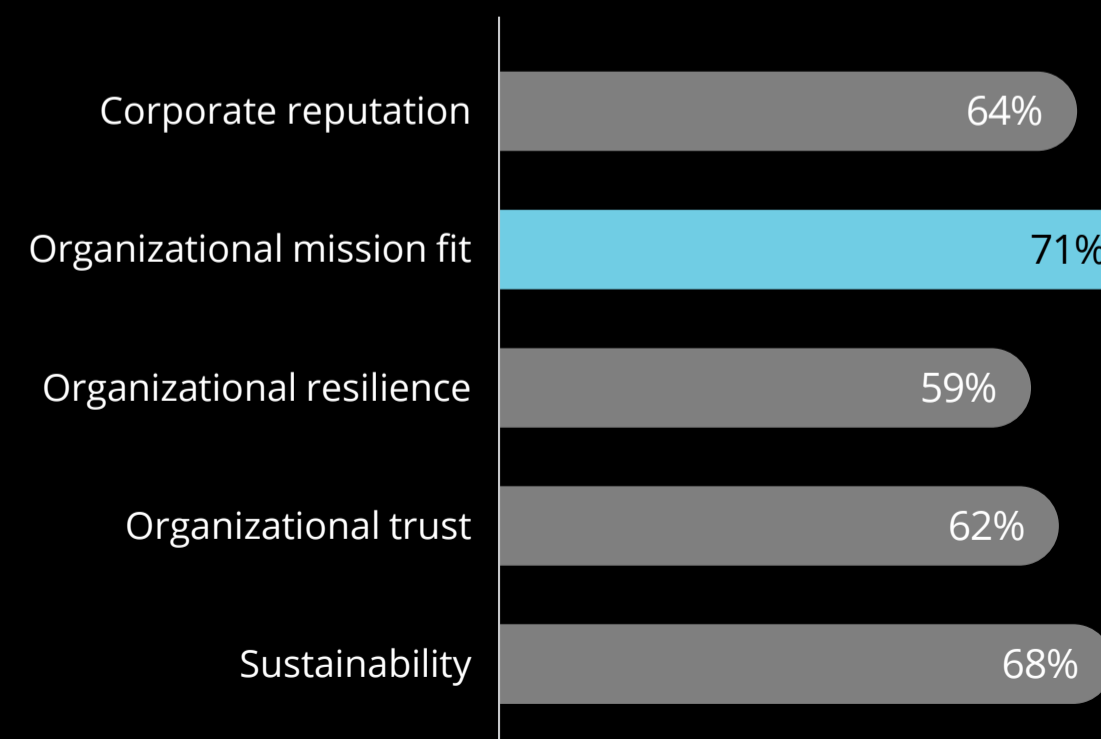 Corporate reputation 64%
Organizational mission fit 71%
Organizational resilience 59%
Organizational trust 62%
Sustainability 68%